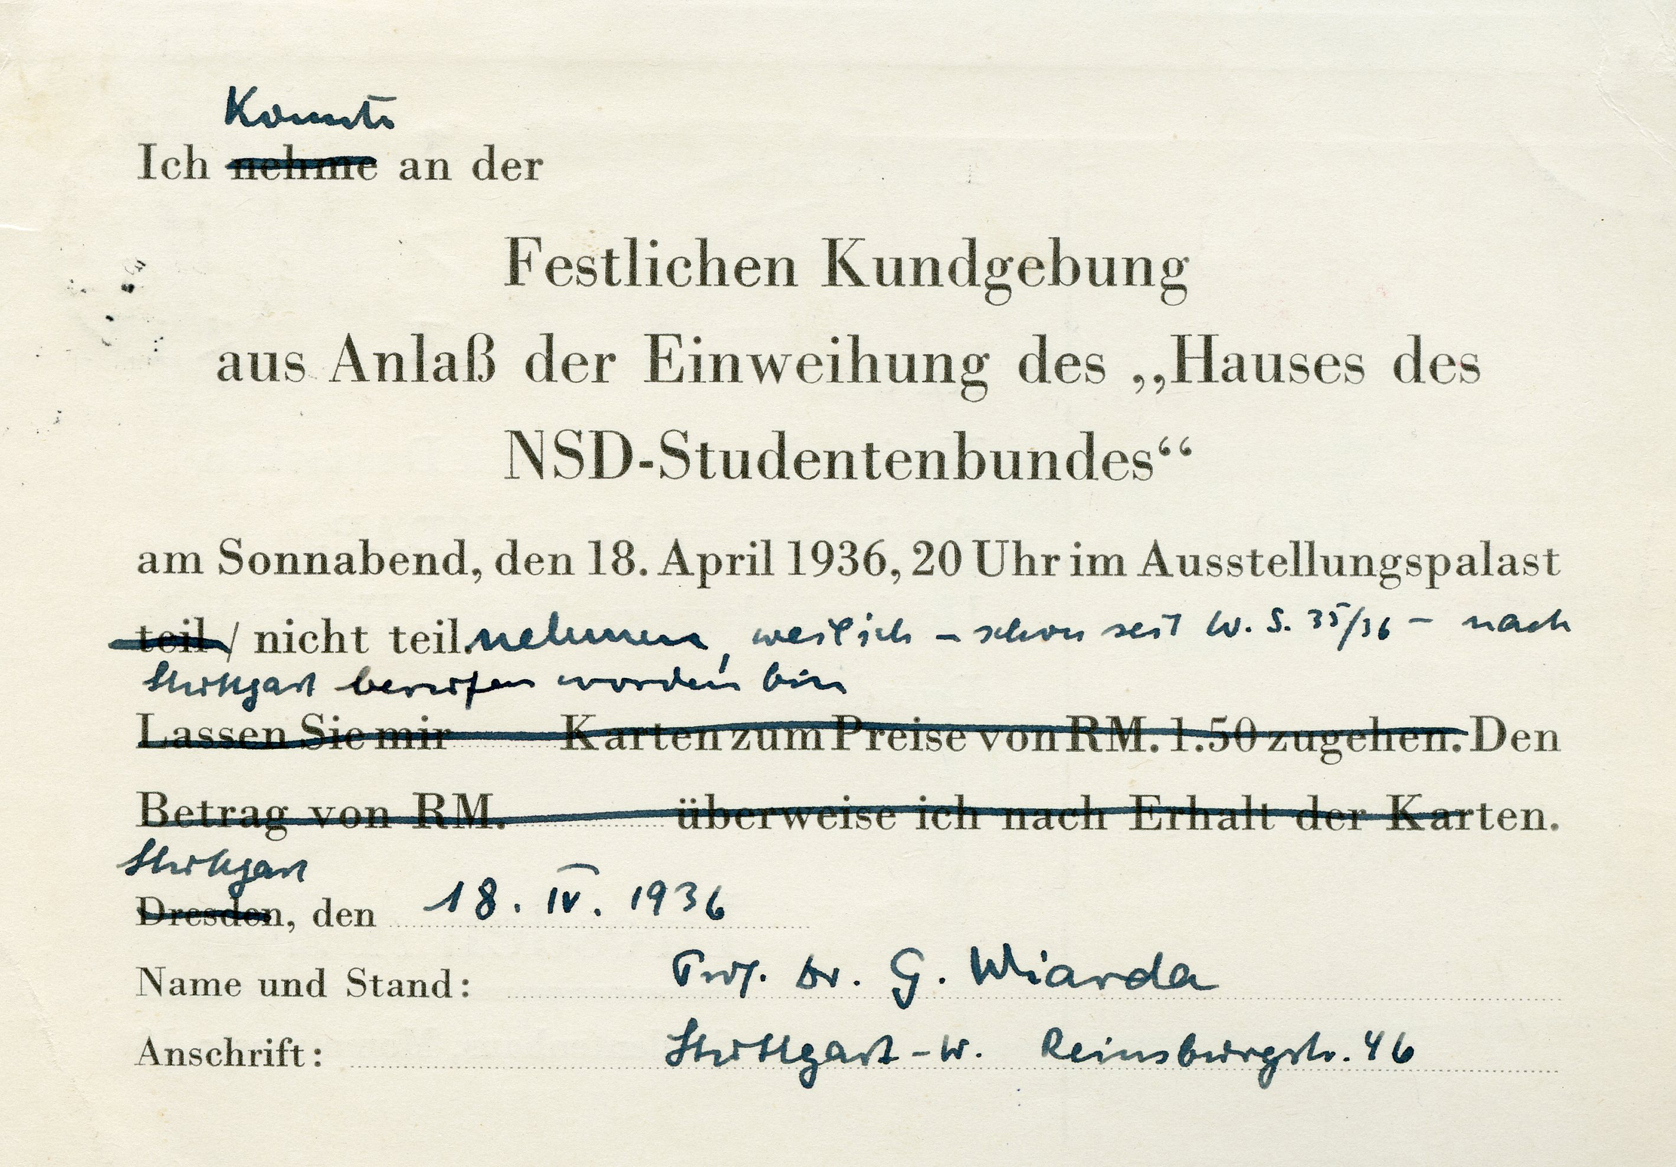 Konnte
Ich nehme an der
Festlichen Kundgebung
aus Anlaß der Einweihung des „Hauses des
NSD-Studentenbundes“
am Sonnabend, den 18. April 1936, 20 Uhr im Ausstellungspalast
teil / nicht teil nehmen, weil ich – schon seit W. S. 35/36 – nach
Stuttgart berufen worden bin
Lassen Sie mir Karten zum Preise von RM. 1.50 zugehen. Den
Betrag von RM. überweise ich nach Erhalt der Karten.
Stuttgart
Dresden, den 18. IV. 1936
Name und Stand: Prof. Dr. G. Wiarda
Anschrift: Stuttgart-W. Reinsburgstr. 46